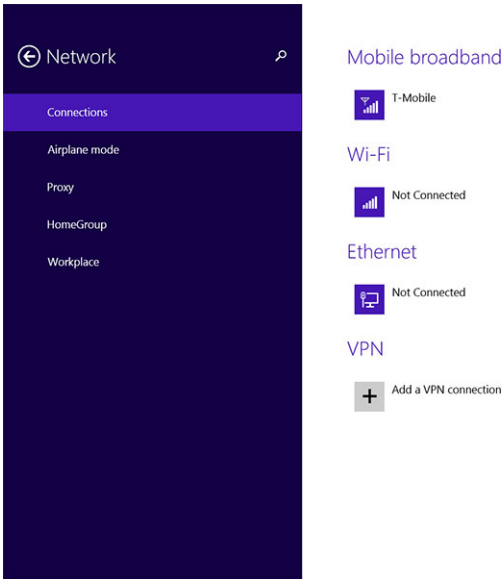 Network
Connections
Airplane mode
Proxy
HomeGroup
Workplace
Mobile broadband
T-Mobile
Wi-Fi
Not Connected
Ethernet
Not Connected
VPN
Add a VPN connection